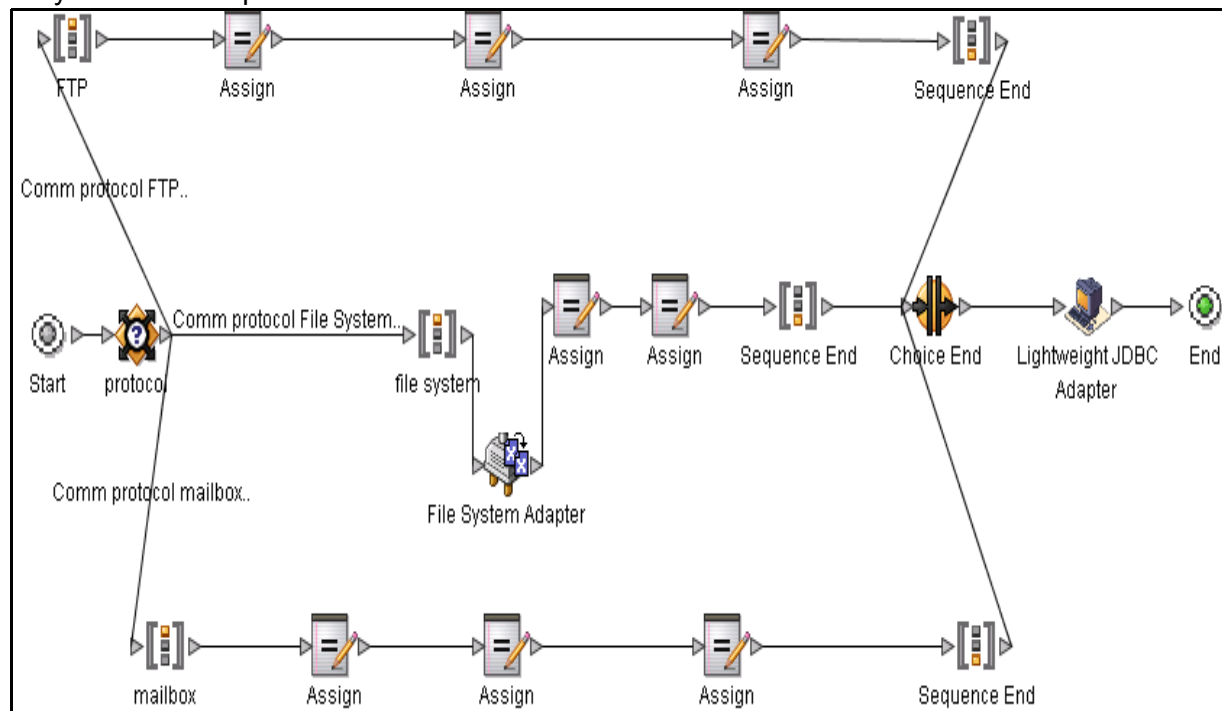 FTP
Assign
Assign
Assign
Sequence End
Comm protocol FTP..
Start
protocol
Comm protocol File System..
file system
Assign
Assign
Sequence End
Choice End
Lightweight JDBC
Adapter
End
File System Adapter
Comm protocol mailbox..
mailbox
Assign
Assign
Assign
Sequence End